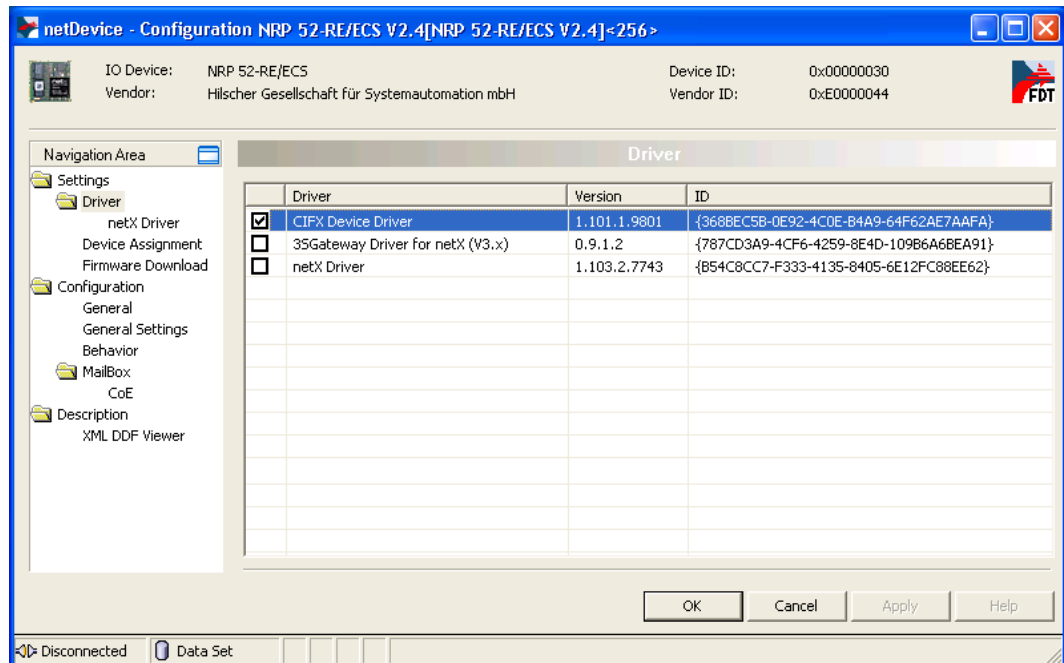 netDevice - Configuration NRP 52-RE/ECS V2.4[NRP 52-RE/ECS V2.4]<256>
IO Device: NRP 52-RE/ECS Device ID: 0x00000030
Vendor: Hilscher Gesellschaft für Systemautomation mbH Vendor ID: 0xE0000044
FDT
Navigation Area
Settings
Driver
netX Driver
Device Assignment
Firmware Download
Configuration
General
General Settings
Behavior
MailBox
CoE
Description
XML DDF Viewer
Driver
Driver Version ID
CIFX Device Driver 1.101.1.9801 {368BEC5B-0E92-4C0E-B4A9-64F62AE7AAFA}
35Gateway Driver for netX (V3.x) 0.9.1.2 {787CD3A9-4CF6-4259-8E4D-109B6A6BEA91}
netX Driver 1.103.2.7743 {B54C8CC7-F333-4135-8405-6E12FC88EE62}
OK Cancel Apply Help
Disconnected Data Set